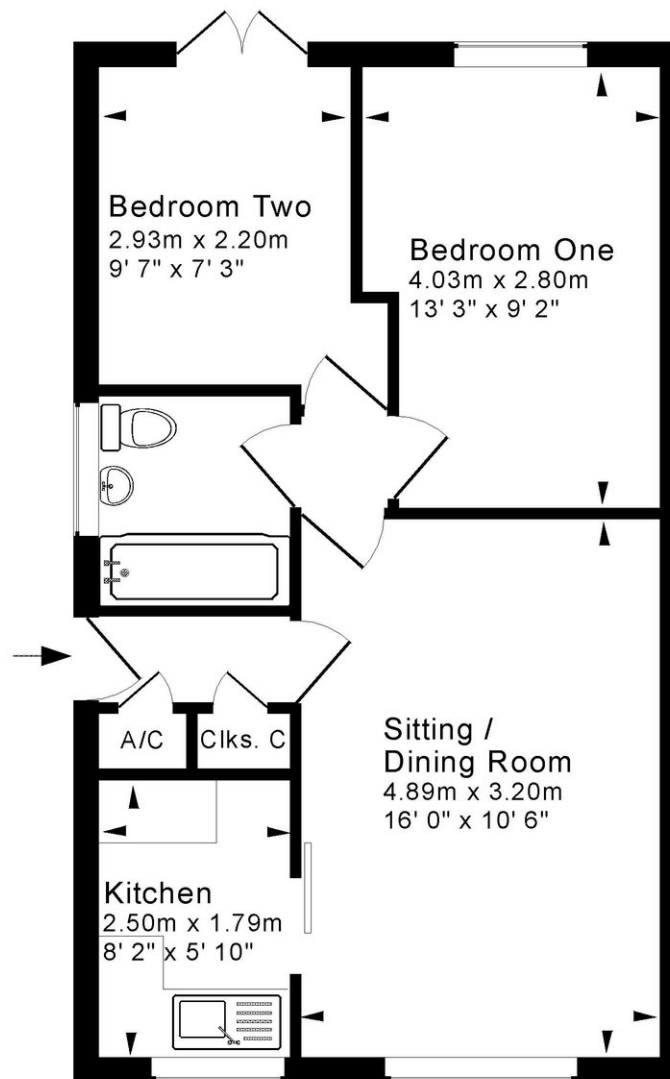 Bedroom Two
2.93m x 2.20m
9' 7" x 7' 3"
Bedroom One
4.03m x 2.80m
13' 3" x 9' 2"
A/C
Clks. C
Sitting /
Dining Room
4.89m x 3.20m
16' 0" x 10' 6"
Kitchen
2.50m x 1.79m
8' 2" x 5' 10"